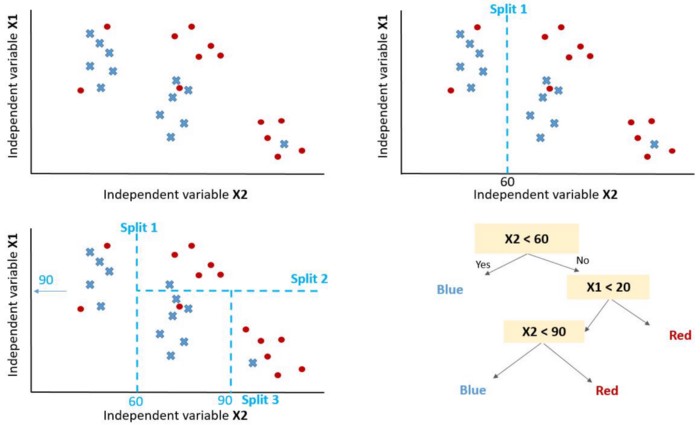 Independent variable X1
Independent variable X2
Split 1
Independent variable X1
60
Independent variable X2
Split 1
Split 2
90
Independent variable X1
60
90
Split 3
Independent variable X2
X2 < 60
Yes
No
Blue
X1 < 20
X2 < 90
Red
Blue
Red